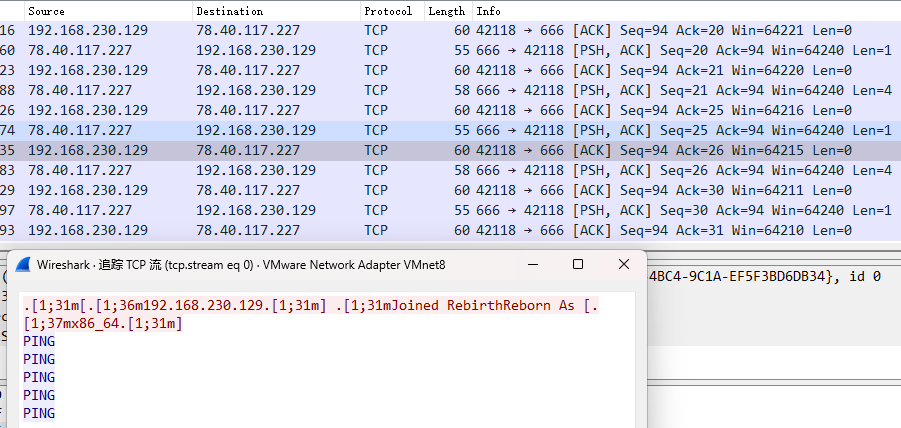 Source Destination Protocol Length Info
16 192.168.230.129 78.40.117.227 TCP 60 42118 → 666 [ACK] Seq=94 Ack=20 Win=64221 Len=0
60 78.40.117.227 192.168.230.129 TCP 55 666 → 42118 [PSH, ACK] Seq=20 Ack=94 Win=64240 Len=1
23 192.168.230.129 78.40.117.227 TCP 60 42118 → 666 [ACK] Seq=94 Ack=21 Win=64220 Len=0
88 78.40.117.227 192.168.230.129 TCP 58 666 → 42118 [PSH, ACK] Seq=21 Ack=94 Win=64240 Len=4
26 192.168.230.129 78.40.117.227 TCP 60 42118 → 666 [ACK] Seq=94 Ack=25 Win=64216 Len=0
74 78.40.117.227 192.168.230.129 TCP 55 666 → 42118 [PSH, ACK] Seq=25 Ack=94 Win=64240 Len=1
35 192.168.230.129 78.40.117.227 TCP 60 42118 → 666 [ACK] Seq=94 Ack=26 Win=64215 Len=0
83 78.40.117.227 192.168.230.129 TCP 58 666 → 42118 [PSH, ACK] Seq=26 Ack=94 Win=64240 Len=4
29 192.168.230.129 78.40.117.227 TCP 60 42118 → 666 [ACK] Seq=94 Ack=30 Win=64211 Len=0
97 78.40.117.227 192.168.230.129 TCP 55 666 → 42118 [PSH, ACK] Seq=30 Ack=94 Win=64240 Len=1
93 192.168.230.129 78.40.117.227 TCP 60 42118 → 666 [ACK] Seq=94 Ack=31 Win=64210 Len=0
Wireshark · 追踪 TCP 流 (tcp.stream eq 0) · VMware Network Adapter VMnet8
4BC4-9C1A-EF5F3BD6DB34}, id 0
.[1;31m[.[1;36m192.168.230.129.[1;31m] .[1;31mJoined RebirthReborn As [.
[1;37mx86_64.[1;31m]
PING
PING
PING
PING
PING